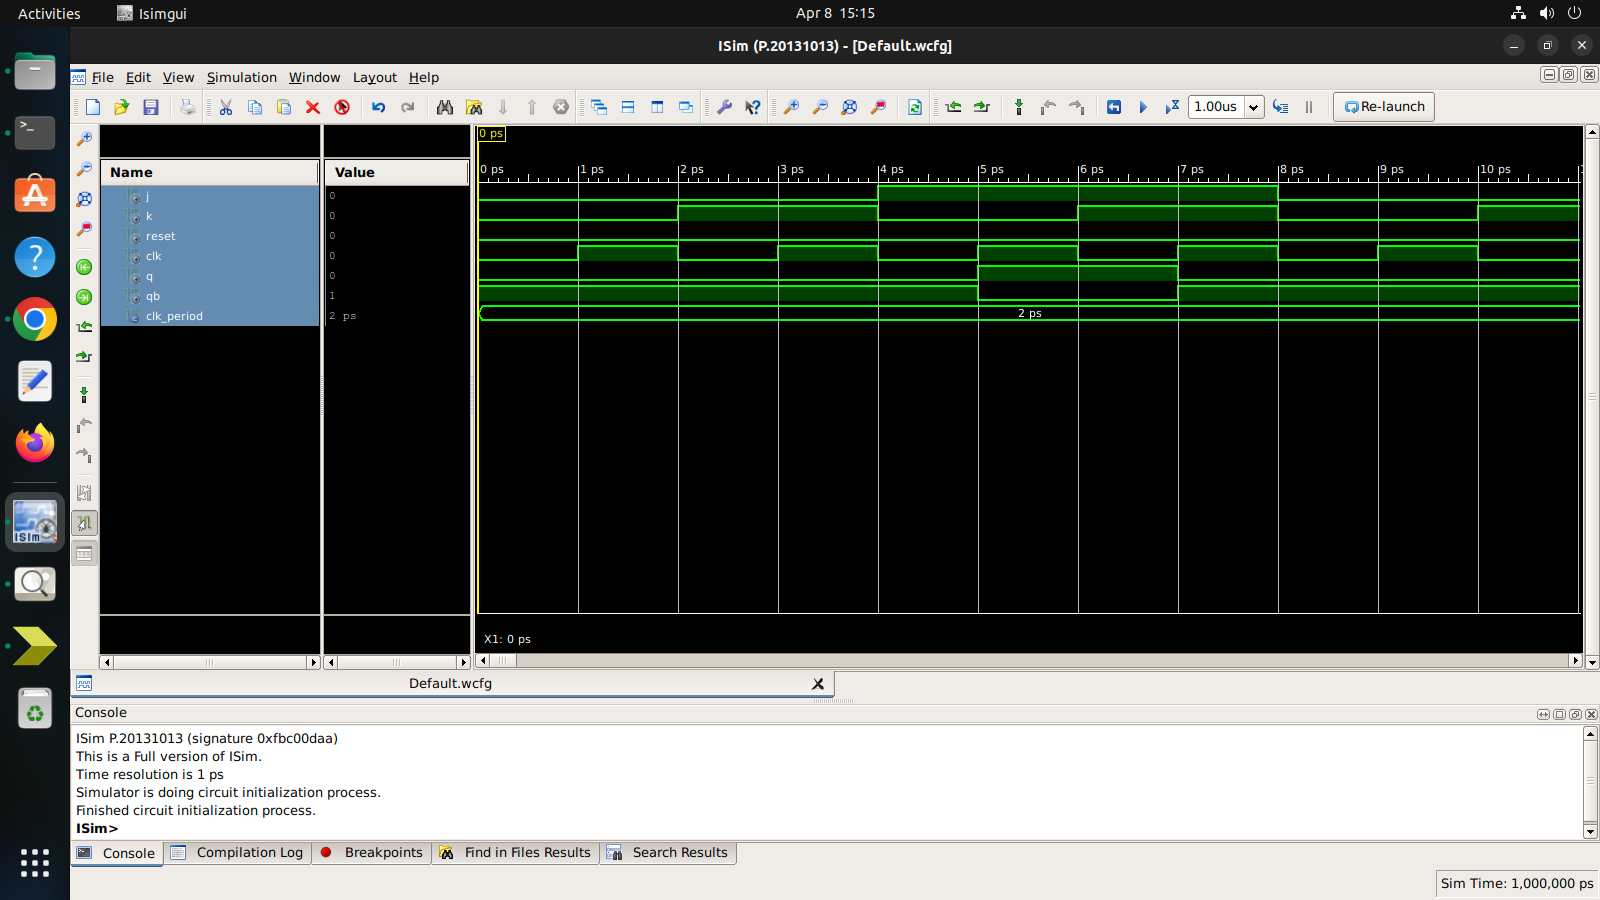 Activities Isimgui Apr 8 15:15
ISim (P.20131013) - [Default.wcfg]
File Edit View Simulation Window Layout Help
1.00us Re-launch
0 ps
Name Value
0 ps 1 ps 2 ps 3 ps 4 ps 5 ps 6 ps 7 ps 8 ps 9 ps 10 ps
j 0
k 0
reset 0
clk 0
q 0
qb 1
clk_period 2 ps 2 ps
X1: 0 ps
Default.wcfg
Console
ISim P.20131013 (signature 0xfbc00daa)
This is a Full version of ISim.
Time resolution is 1 ps
Simulator is doing circuit initialization process.
Finished circuit initialization process.
ISim>
Console Compilation Log Breakpoints Find in Files Results Search Results
Sim Time: 1,000,000 ps
ISim